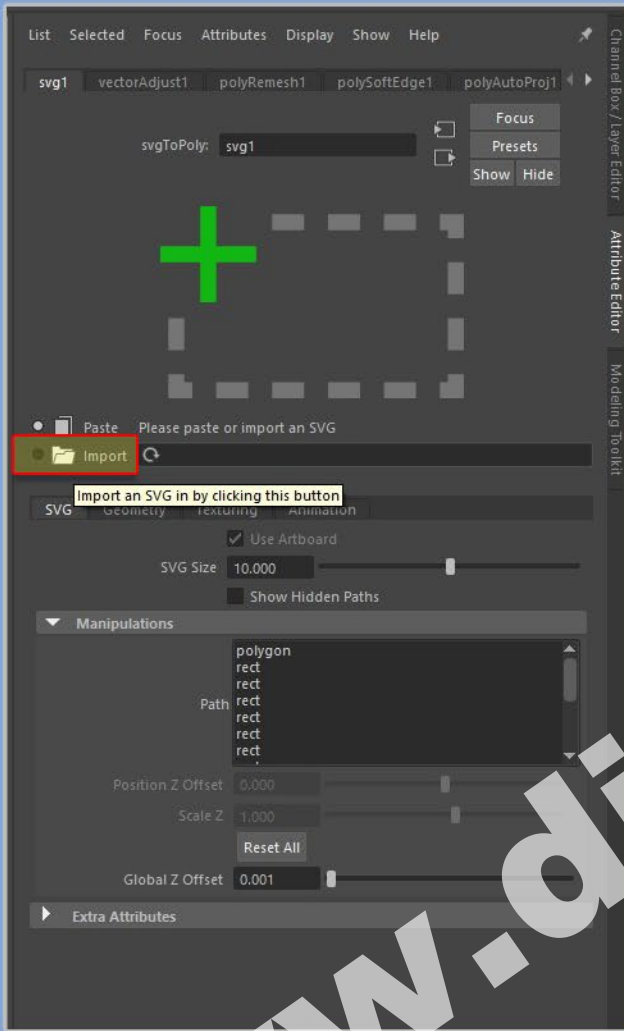 List Selected Focus Attributes Display Show Help
svg1 vectorAdjust1 polyRemesh1 polySoftEdge1 polyAutoProj1
Focus
svgToPoly: svg1
Presets
Show Hide
Paste Please paste or import an SVG
Import
Import an SVG in by clicking this button
SVG Geometry Texturing Animation
Use Artboard
SVG Size 10.000
Show Hidden Paths
Manipulations
Path
polygon
rect
rect
rect
rect
rect
rect
Position Z Offset 0.000
Scale Z 1.000
Reset All
Global Z Offset 0.001
Extra Attributes
Channel Box / Layer Editor
Attribute Editor
Modeling Toolkit
w.di